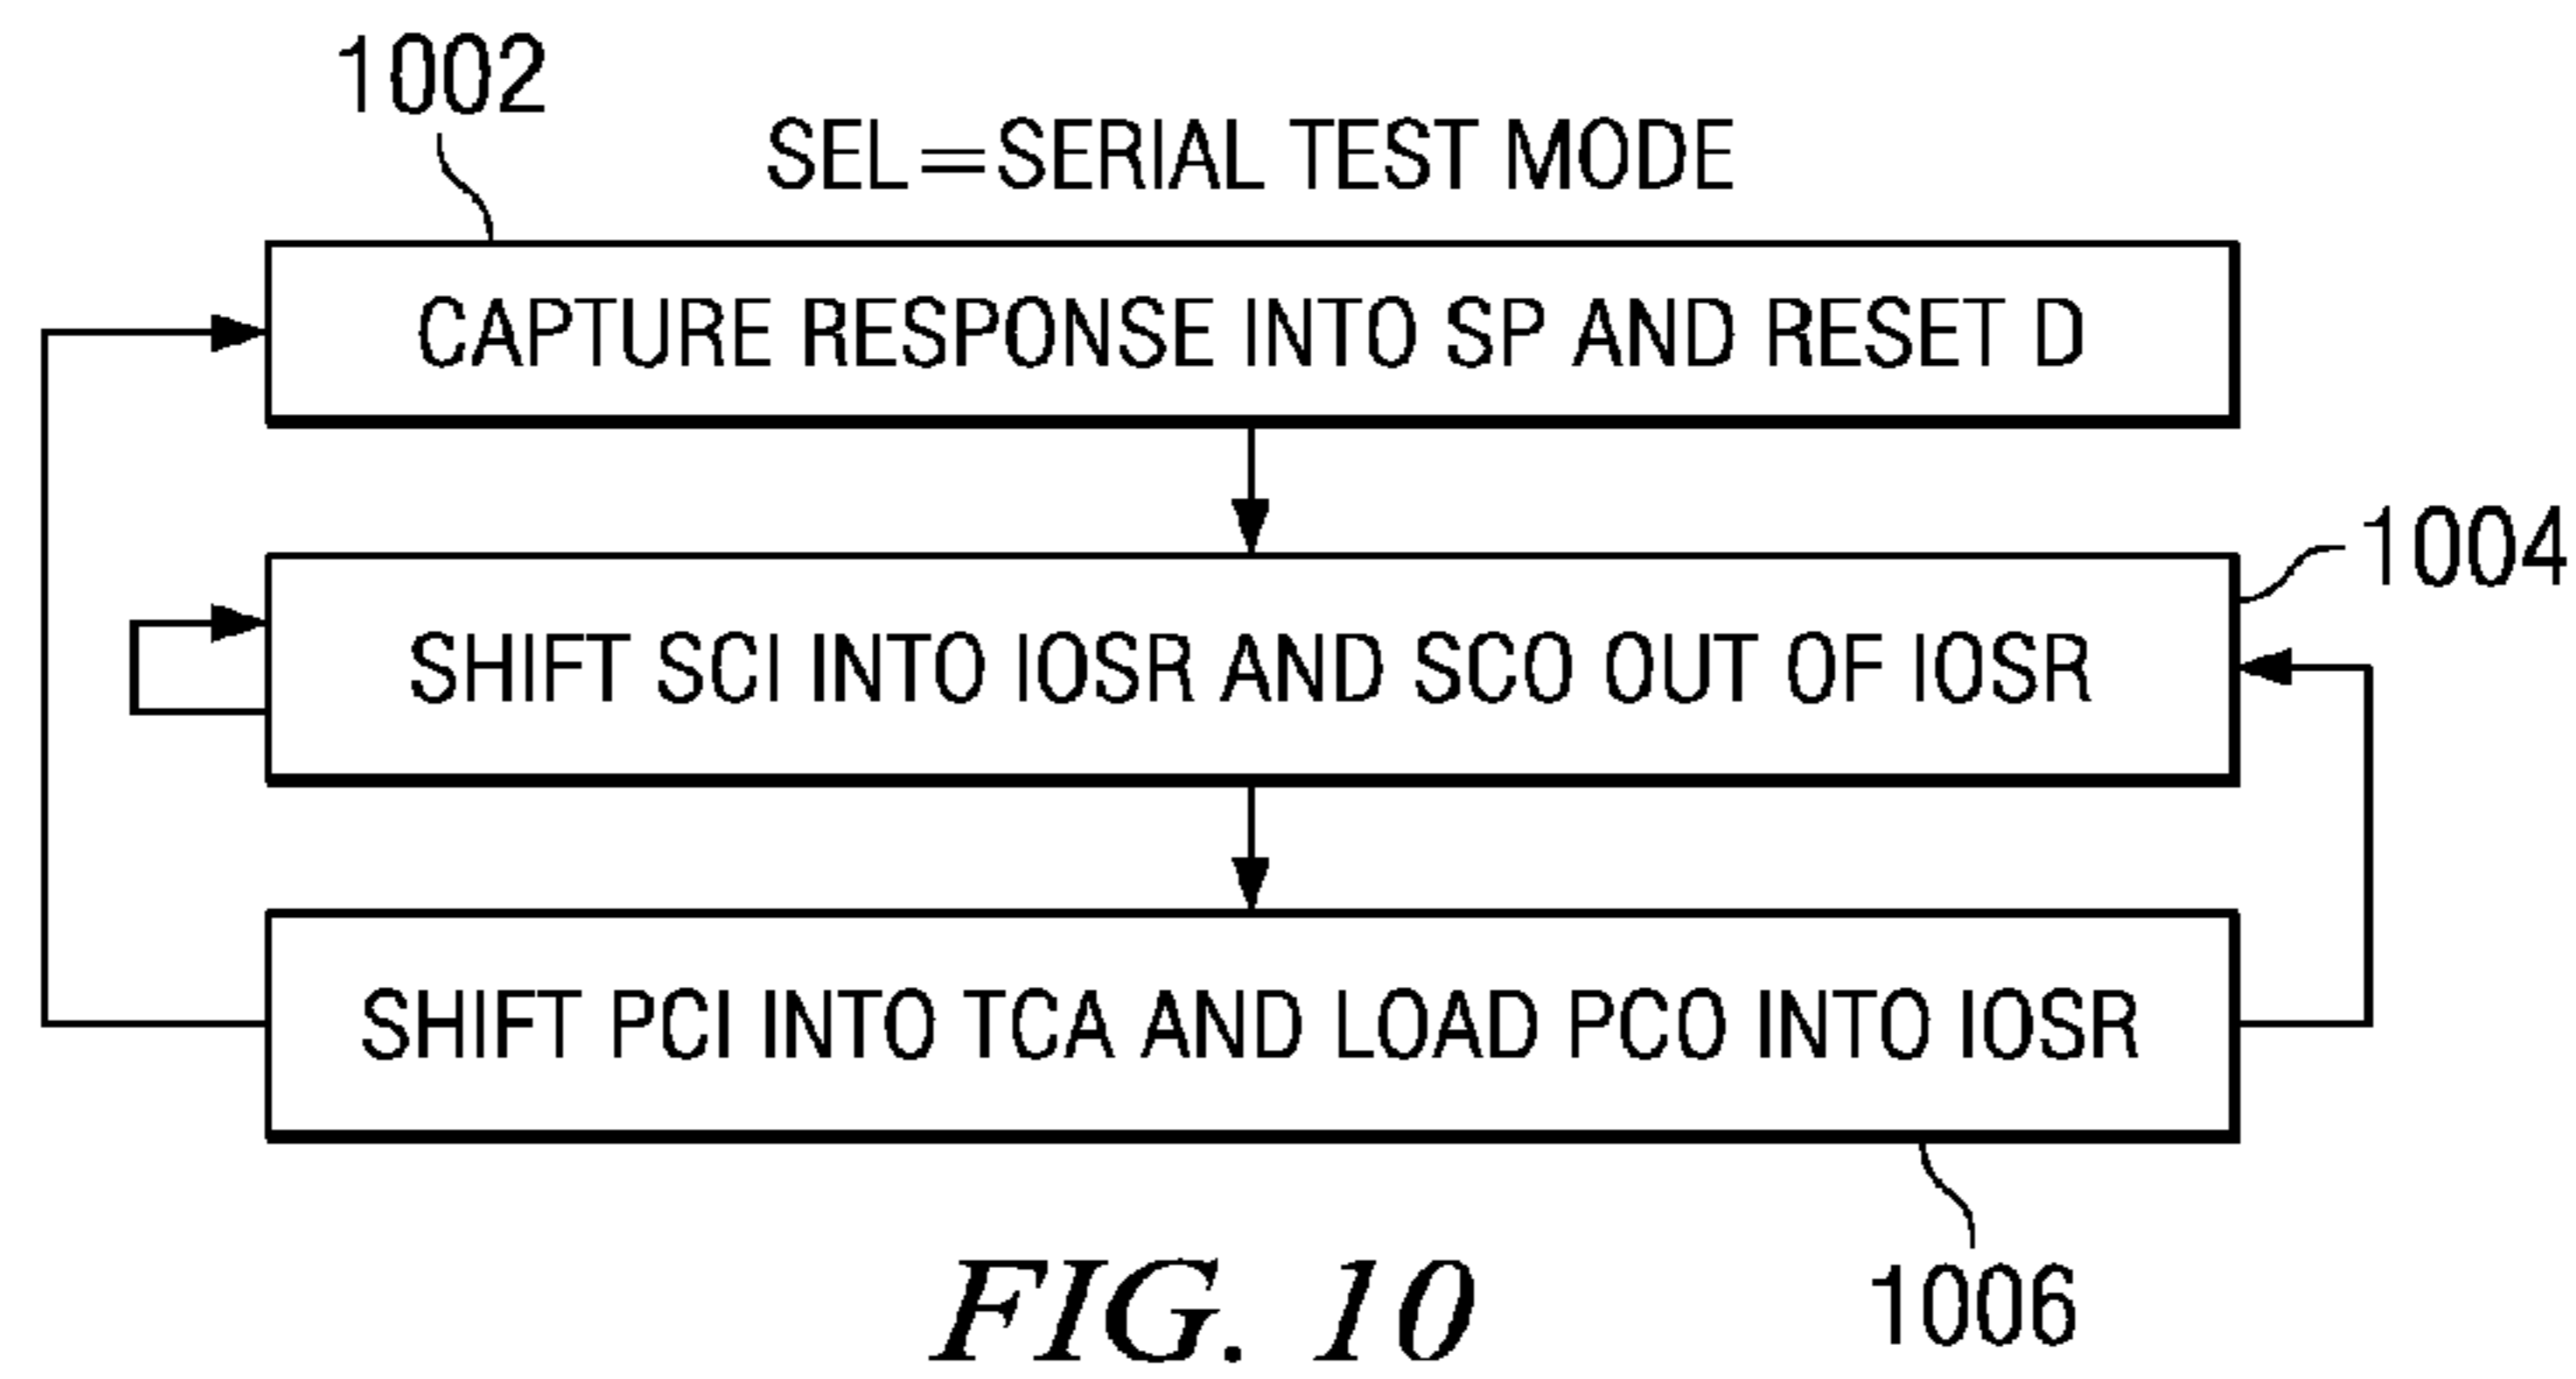 1002
SEL=SERIAL TEST MODE
CAPTURE RESPONSE INTO SP AND RESET D
1004
SHIFT SCI INTO IOSR AND SCO OUT OF IOSR
SHIFT PCI INTO TCA AND LOAD PCO INTO IOSR
1006
FIG. 10